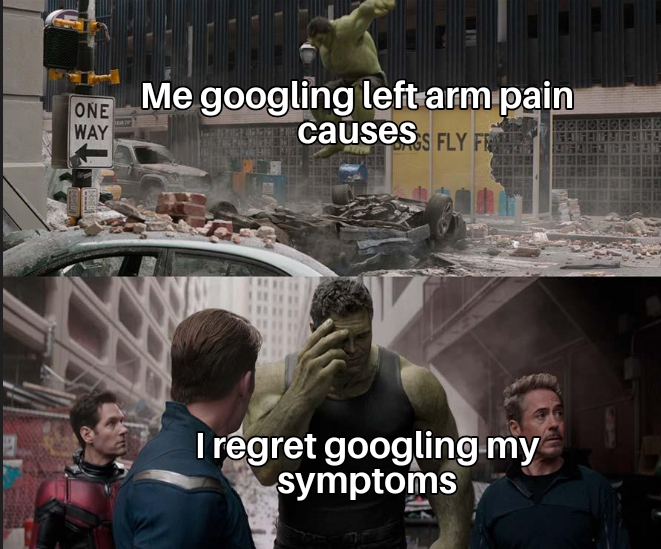 ONE
WAY
Me googling left arm pain
causes
FLY
I regret googling my
symptoms